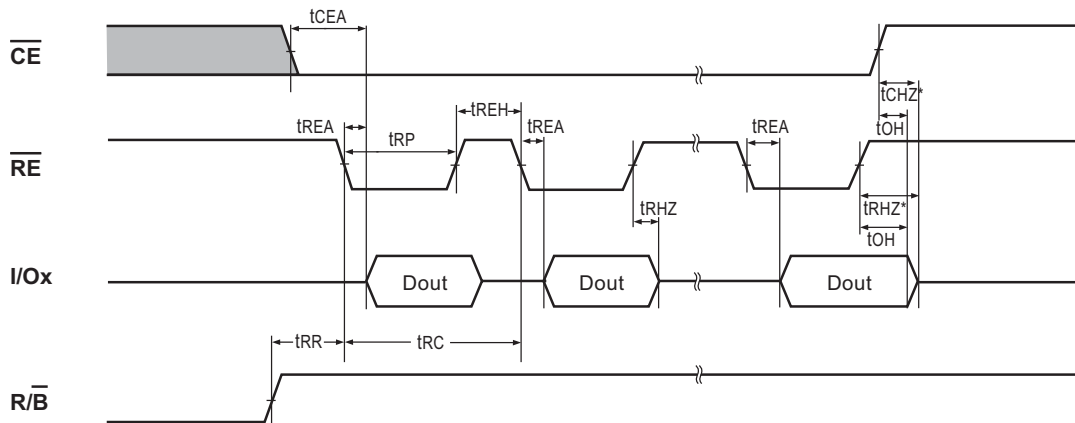 tCEA
CE
tCHZ*
tREH
tREA
tRP
tREA
tREA
tOH
RE
tRHZ
tRHZ*
tOH
I/Ox
Dout
Dout
Dout
tRR
tRC
R/B